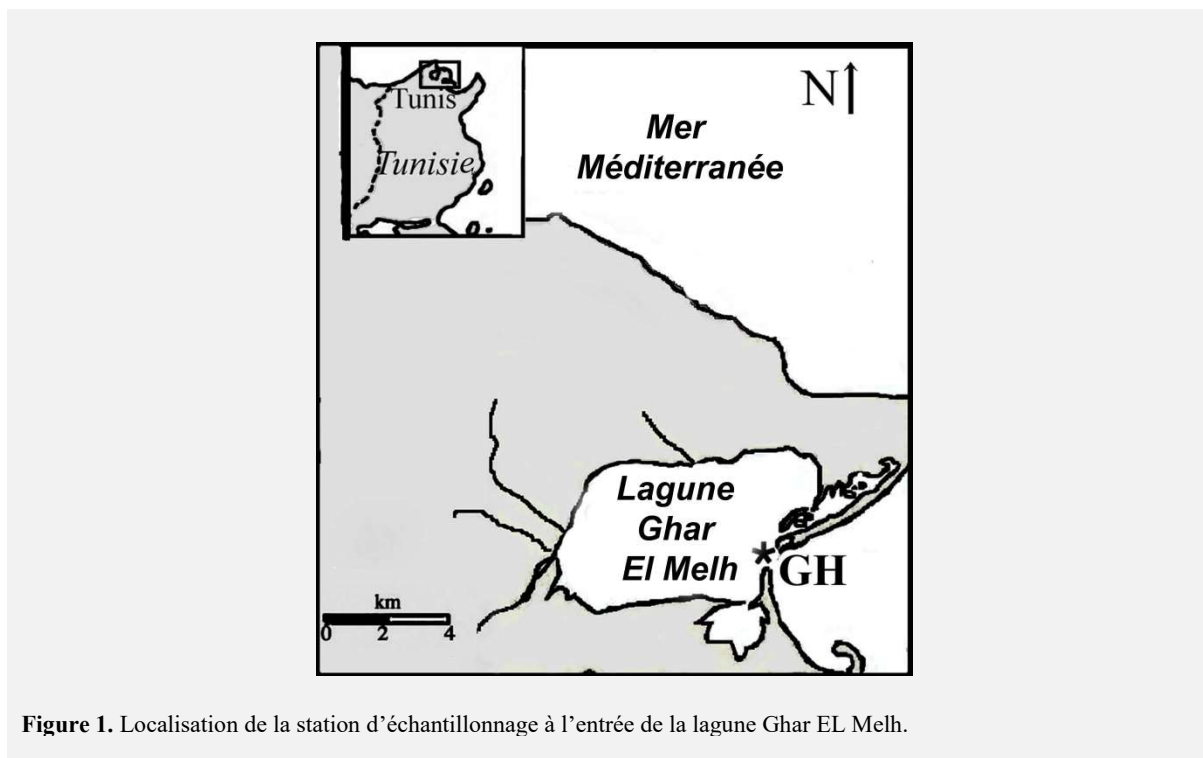 Tunis
Tunisie
N
Mer
Méditerranée
Lagune
Ghar
El Melh
GH
km
0 2 4
Figure 1. Localisation de la station d’échantillonnage à l’entrée de la lagune Ghar EL Melh.